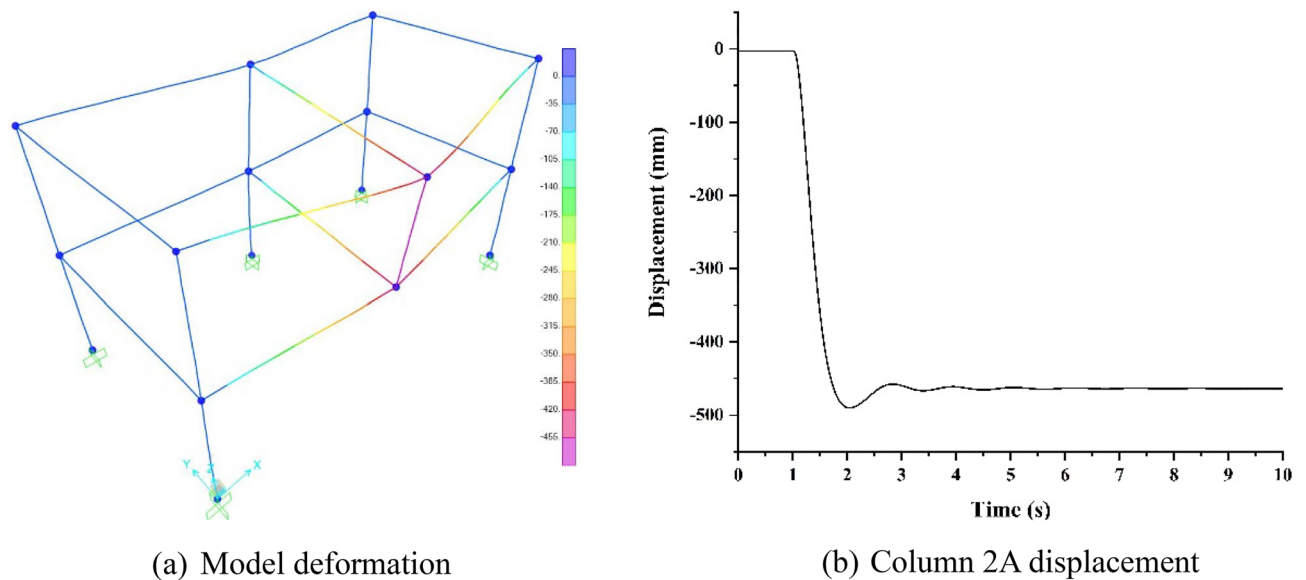 0.
-35.
-70.
-105.
-140.
-175.
-210.
-245.
-280.
-315.
-350.
-385.
-420.
-455.
Y
Z
X
(a) Model deformation
Displacement (mm)
0
-100
-200
-300
-400
-500
0 1 2 3 4 5 6 7 8 9 10
Time (s)
(b) Column 2A displacement